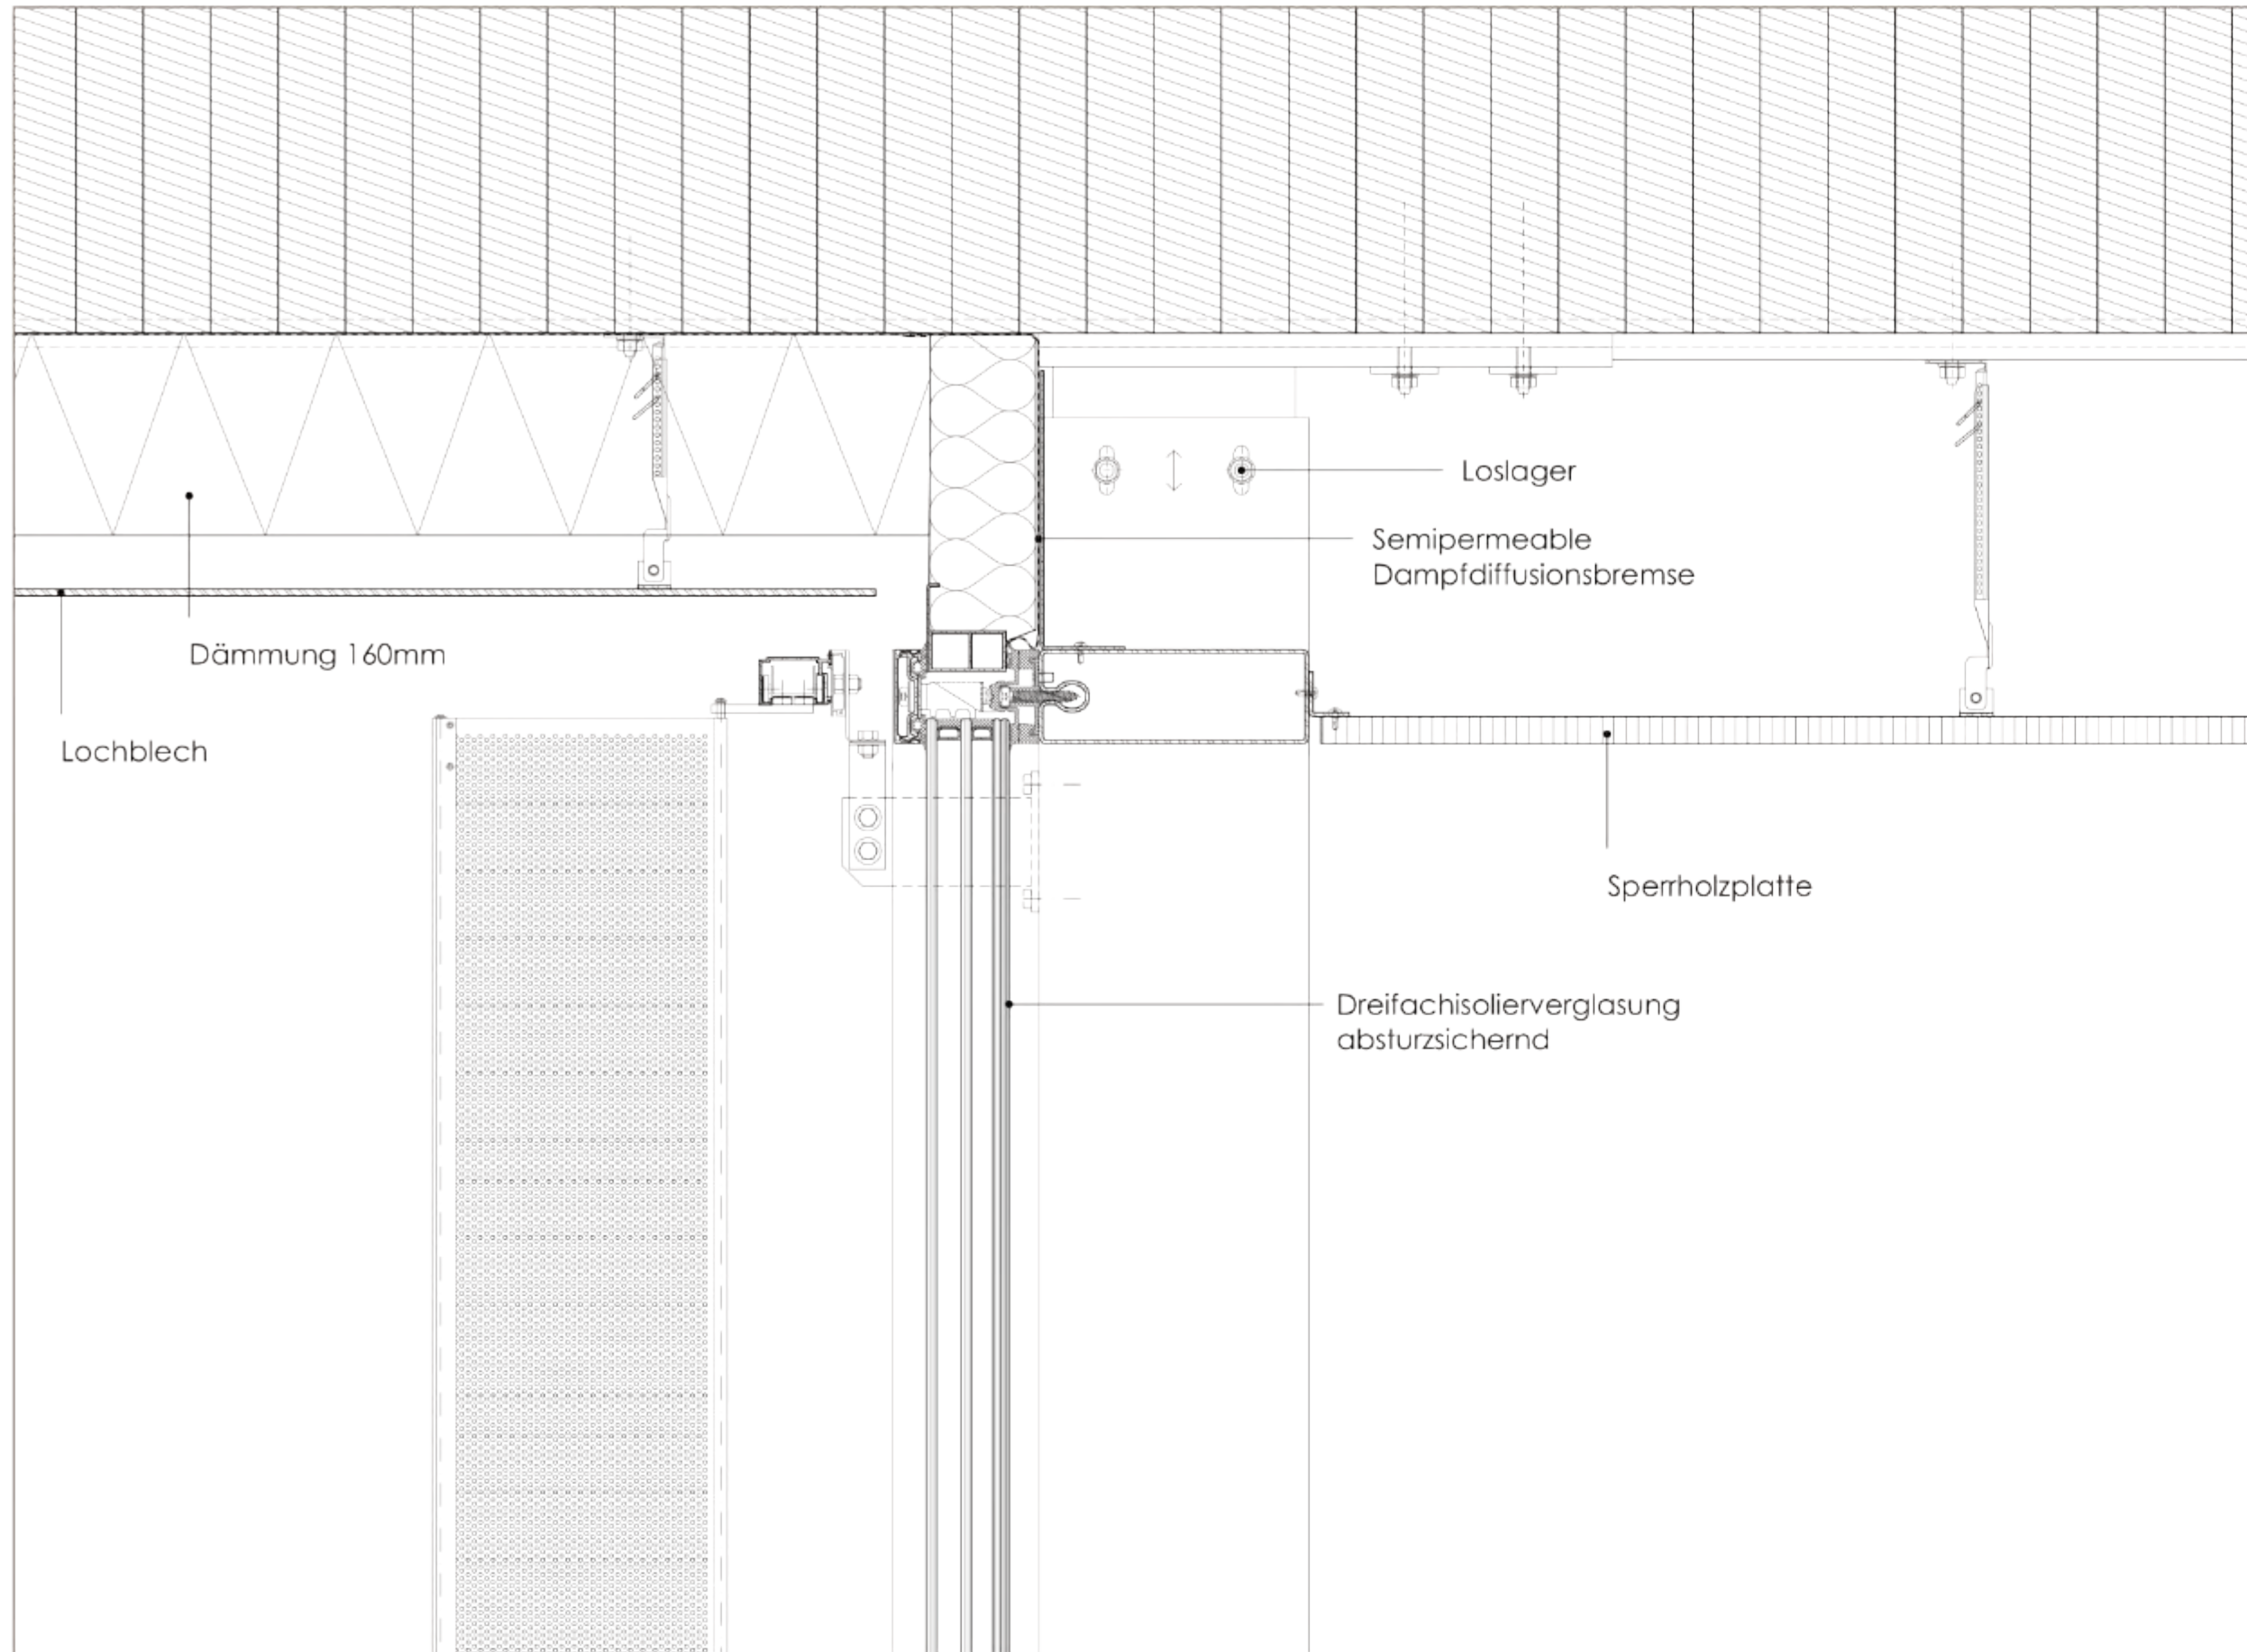 Loslager
Semipermeable
Dampfdiffusionsbremse
Dämmung 160mm
Lochblech
Sperrholzplatte
Dreifachisolierverglasung
absturzsichernd